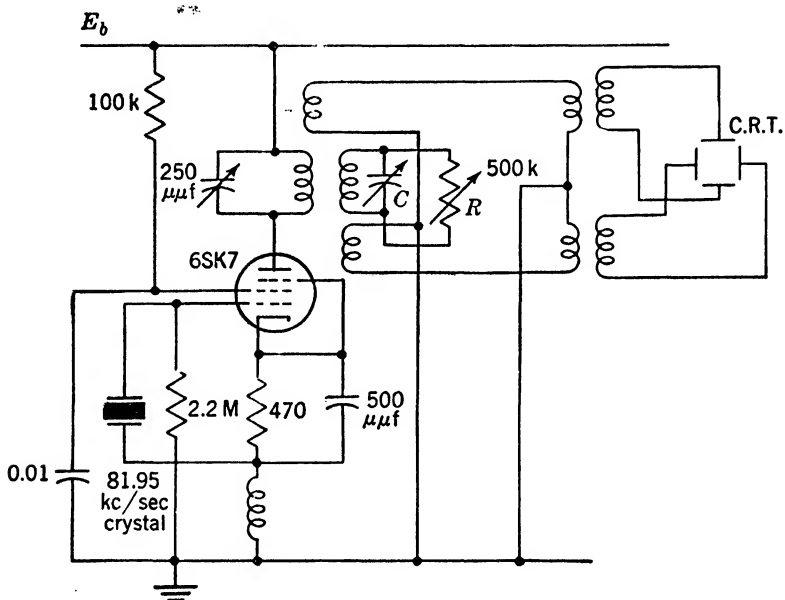 E_b
100 k
C.R.T.
250
μμf
500 k
C
R
6SK7
2.2 M
470
500
μμf
0.01
81.95
kc/sec
crystal